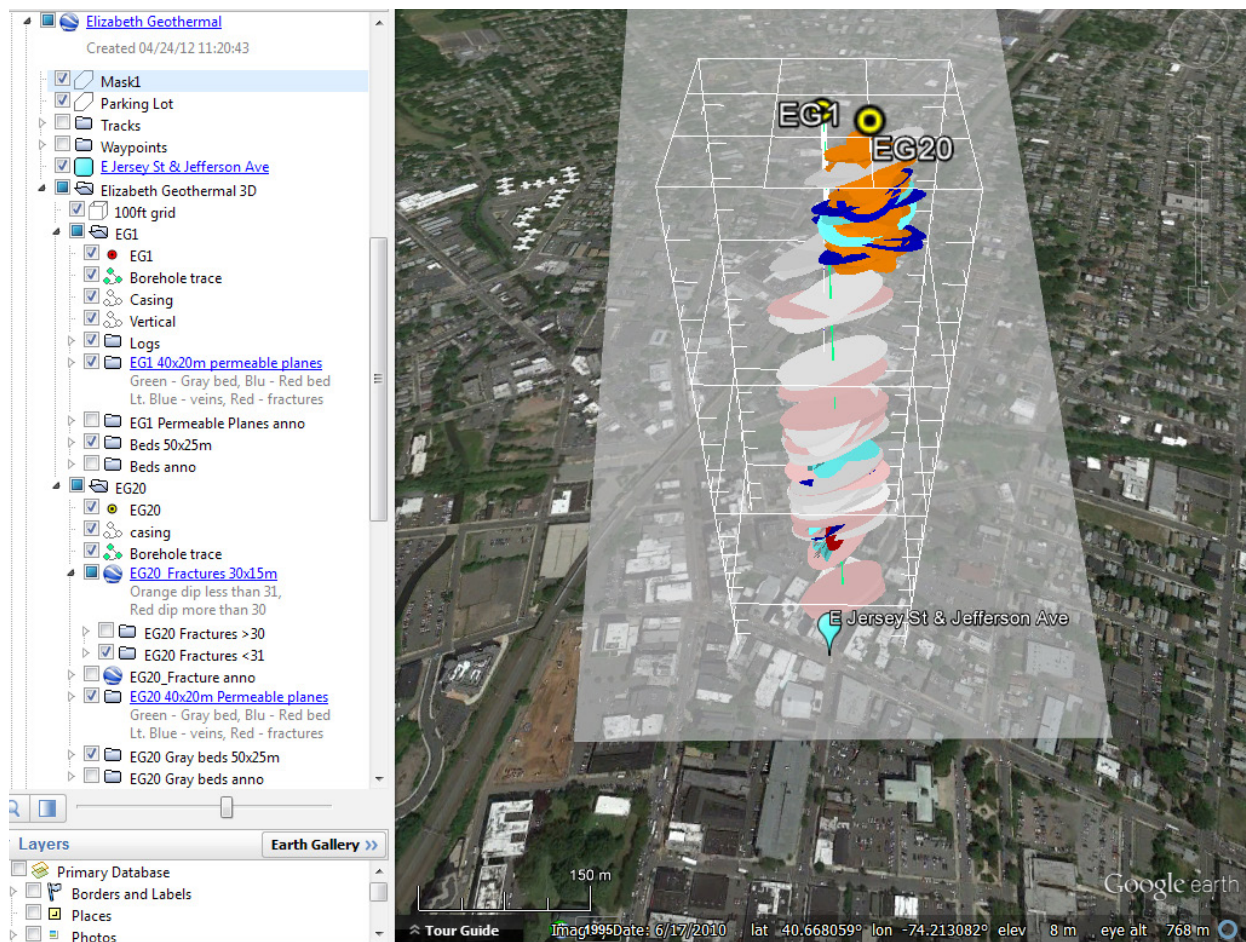 Elizabeth Geothermal
Created 04/24/12 11:20:43
Mask1
Parking Lot
Tracks
Waypoints
E Jersey St & Jefferson Ave
Elizabeth Geothermal 3D
100ft grid
EG1
EG1
Borehole trace
Casing
Vertical
Logs
EG1 40x20m permeable planes
Green - Gray bed, Blu - Red bed
Lt. Blue - veins, Red - fractures
EG1 Permeable Planes anno
Beds 50x25m
Beds anno
EG20
EG20
casing
Borehole trace
EG20_Fractures 30x15m
Orange dip less than 31,
Red dip more than 30
EG20 Fractures >30
EG20 Fractures <31
EG20_Fracture anno
EG20 40x20m Permeable planes
Green - Gray bed, Blu - Red bed
Lt. Blue - veins, Red - fractures
EG20 Gray beds 50x25m
EG20 Gray beds anno
Layers
Earth Gallery >>
Primary Database
Borders and Labels
Places
Photos
EG1
EG20
E Jersey St & Jefferson Ave
150 m
Google earth
Tour Guide
1995
Date: 6/17/2010 lat 40.668059° lon -74.213082° elev 8 m eye alt 768 m